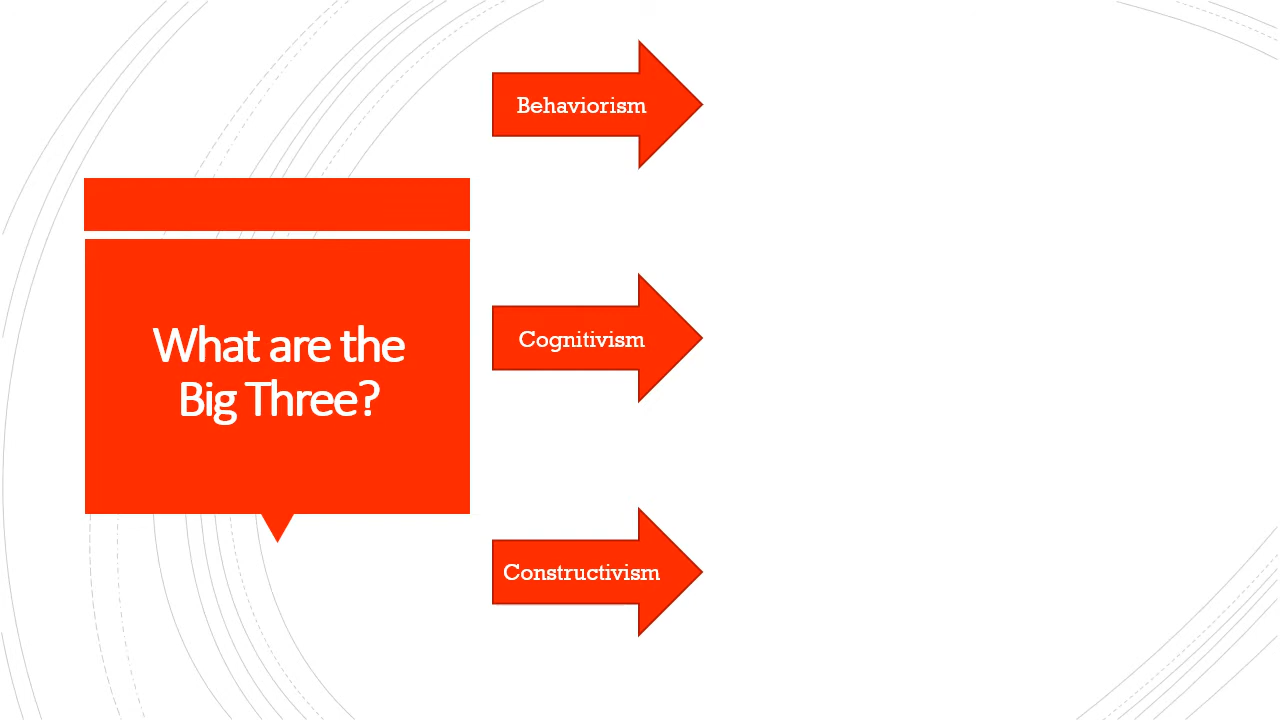 What are the
Big Three?
Behaviorism
Cognitivism
Constructivism